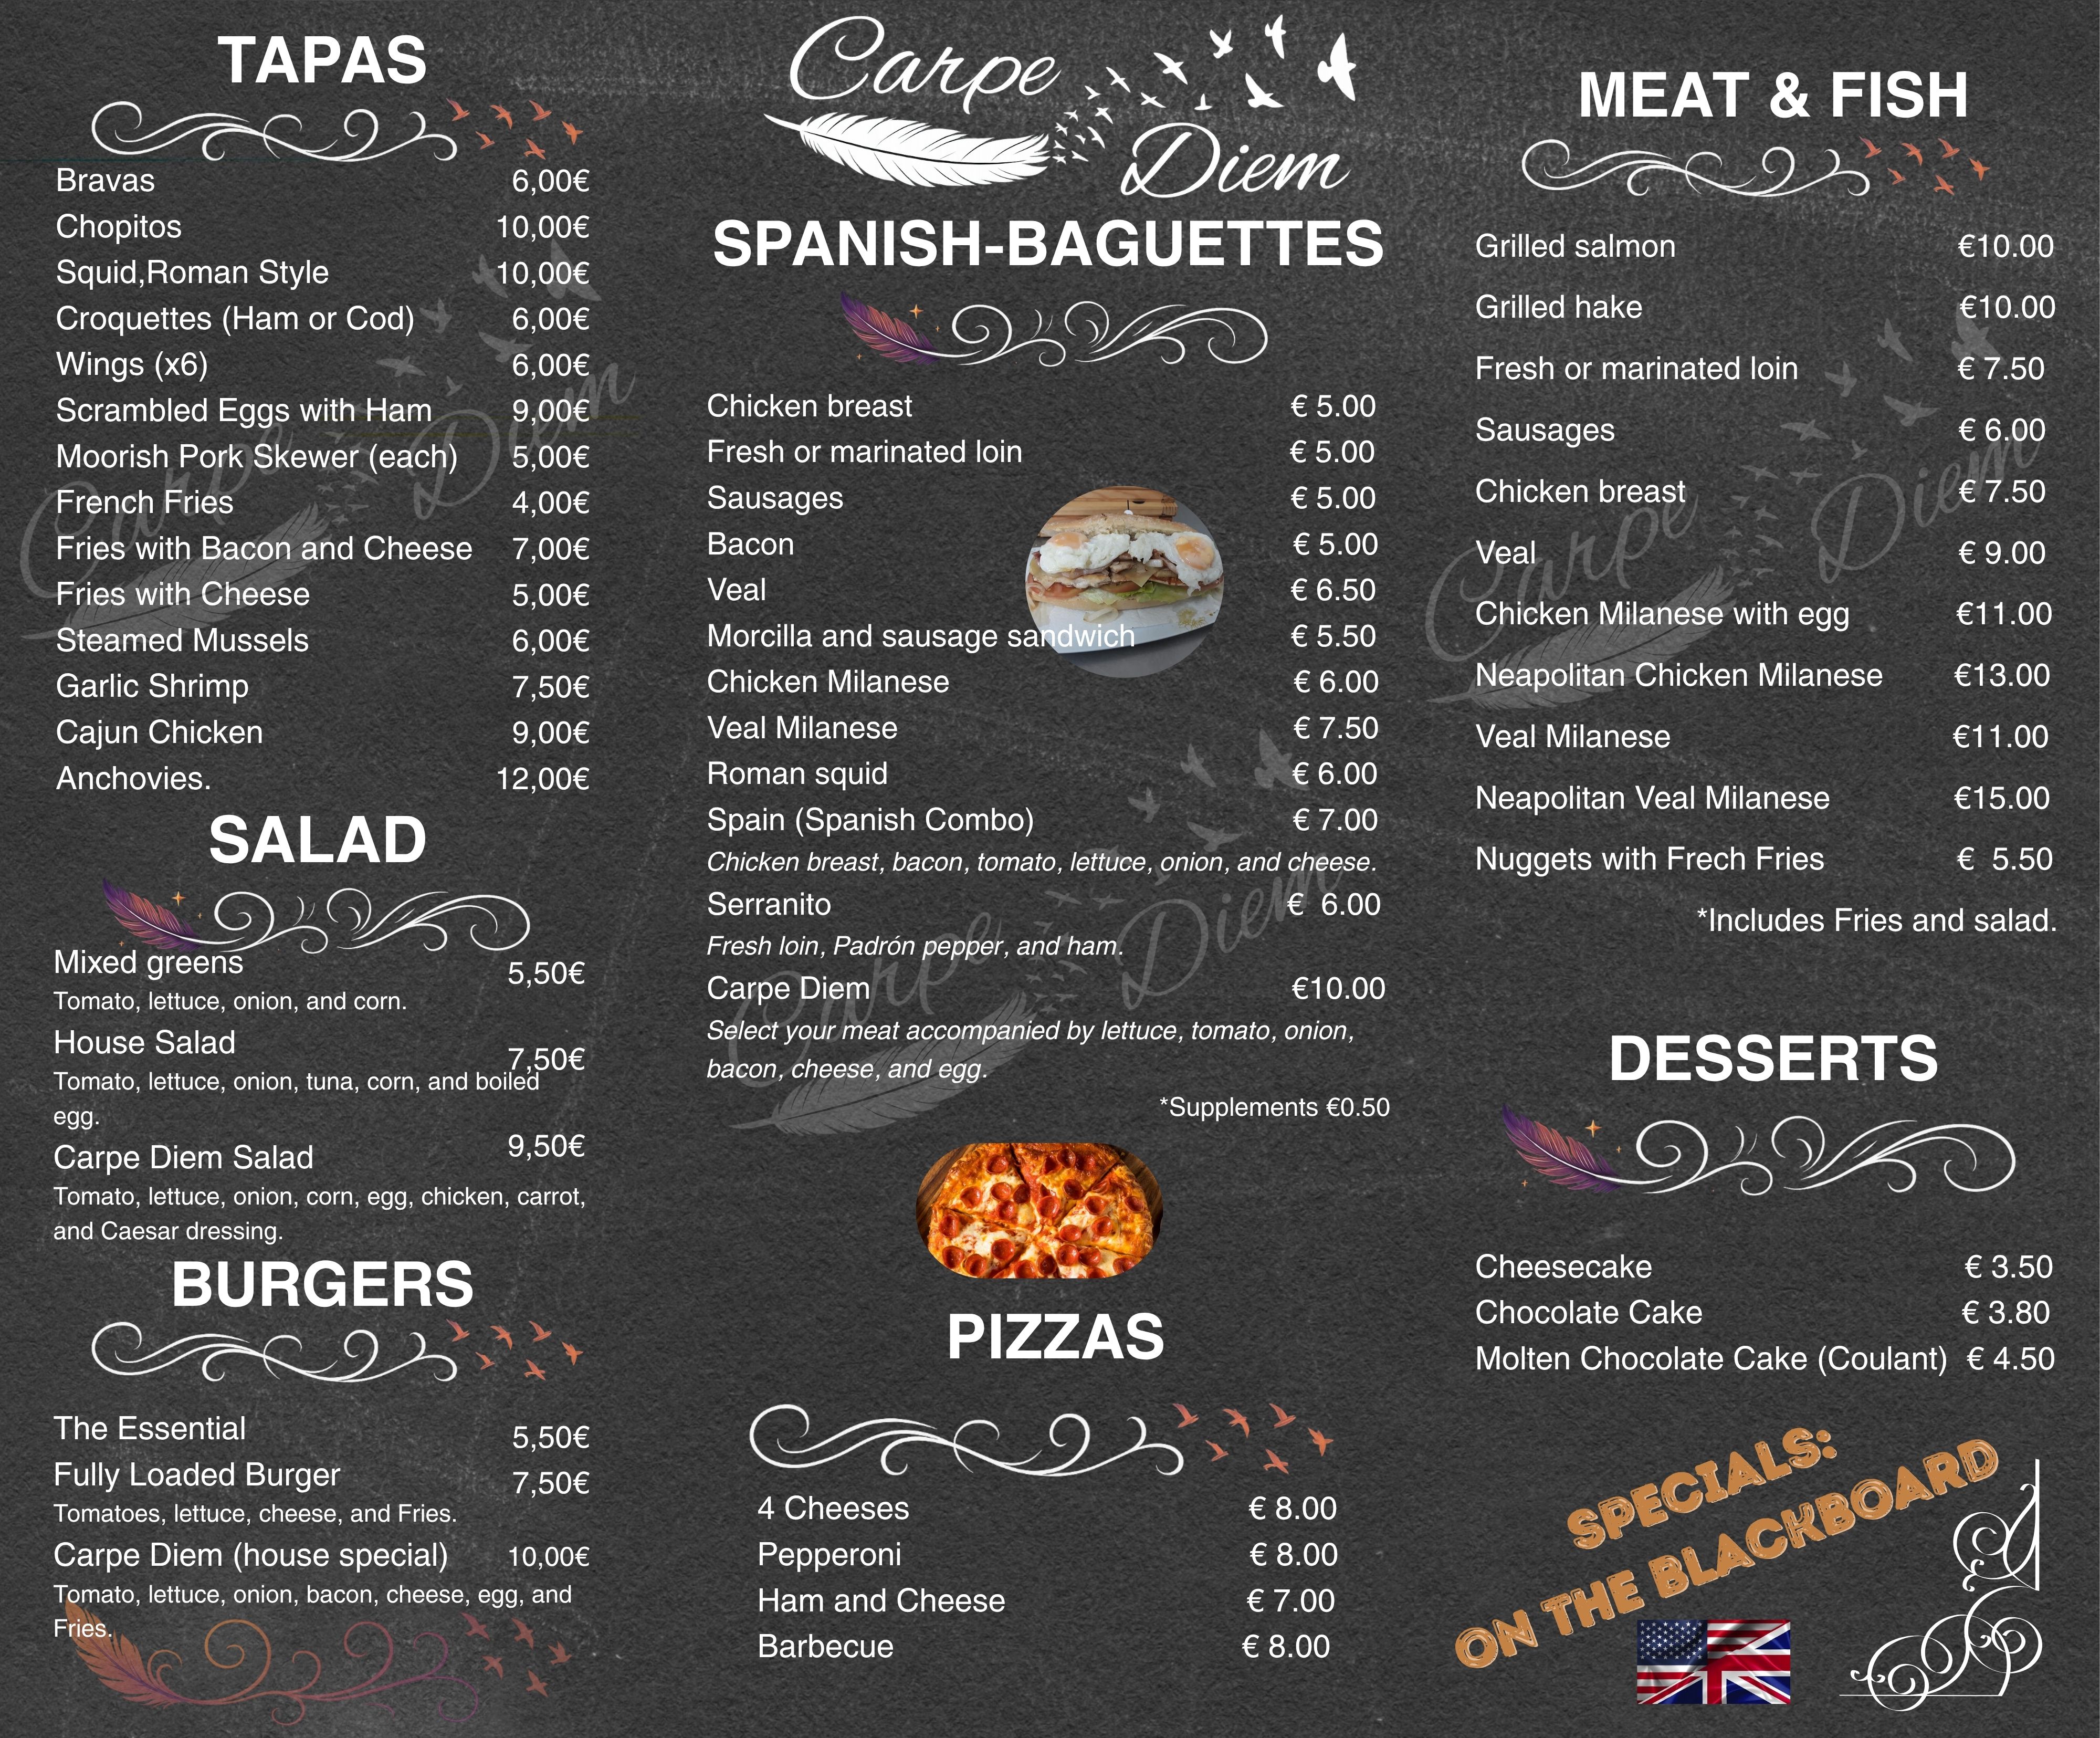 TAPAS
Bravas 6,00€
Chopitos 10,00€
Squid,Roman Style 10,00€
Croquettes (Ham or Cod) 6,00€
Wings (x6) 6,00€
Scrambled Eggs with Ham 9,00€
Moorish Pork Skewer (each) 5,00€
French Fries 4,00€
Fries with Bacon and Cheese 7,00€
Fries with Cheese 5,00€
Steamed Mussels 6,00€
Garlic Shrimp 7,50€
Cajun Chicken 9,00€
Anchovies. 12,00€
Carpe
Diem
SALAD
Mixed greens 5,50€
Tomato, lettuce, onion, and corn.
House Salad 7,50€
Tomato, lettuce, onion, tuna, corn, and boiled
egg.
Carpe Diem Salad 9,50€
Tomato, lettuce, onion, corn, egg, chicken, carrot,
and Caesar dressing.
BURGERS
The Essential 5,50€
Fully Loaded Burger 7,50€
Tomatoes, lettuce, cheese, and Fries.
Carpe Diem (house special) 10,00€
Tomato, lettuce, onion, bacon, cheese, egg, and
Fries.
Carpe
Diem
SPANISH-BAGUETTES
Chicken breast € 5.00
Fresh or marinated loin € 5.00
Sausages € 5.00
Bacon € 5.00
Veal € 6.50
Morcilla and sausage sandwich € 5.50
Chicken Milanese € 6.00
Veal Milanese € 7.50
Roman squid € 6.00
Spain (Spanish Combo) € 7.00
Chicken breast, bacon, tomato, lettuce, onion, and cheese.
Serranito € 6.00
Fresh loin, Padrón pepper, and ham.
Carpe Diem €10.00
Select your meat accompanied by lettuce, tomato, onion,
bacon, cheese, and egg.
*Supplements €0.50
Carpe
Diem
PIZZAS
4 Cheeses € 8.00
Pepperoni € 8.00
Ham and Cheese € 7.00
Barbecue € 8.00
MEAT & FISH
Grilled salmon €10.00
Grilled hake €10.00
Fresh or marinated loin € 7.50
Sausages € 6.00
Chicken breast € 7.50
Veal € 9.00
Chicken Milanese with egg €11.00
Neapolitan Chicken Milanese €13.00
Veal Milanese €11.00
Neapolitan Veal Milanese €15.00
Nuggets with Frech Fries € 5.50
*Includes Fries and salad.
Carpe
Diem
DESSERTS
Cheesecake € 3.50
Chocolate Cake € 3.80
Molten Chocolate Cake (Coulant) € 4.50
SPECIALS:
ON THE BLACKBOARD